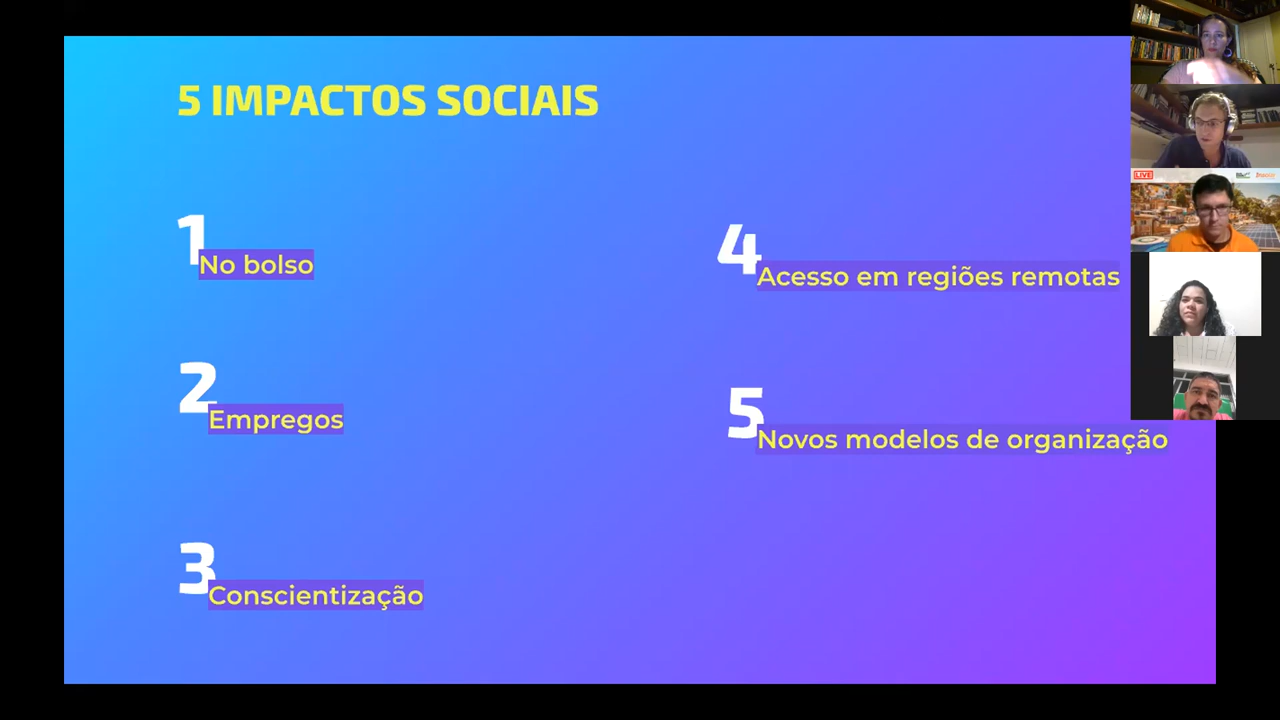 5 IMPACTOS SOCIAIS
1
No bolso
2
Empregos
3
Conscientização
4
Acesso em regiões remotas
5
Novos modelos de organização
LIVE